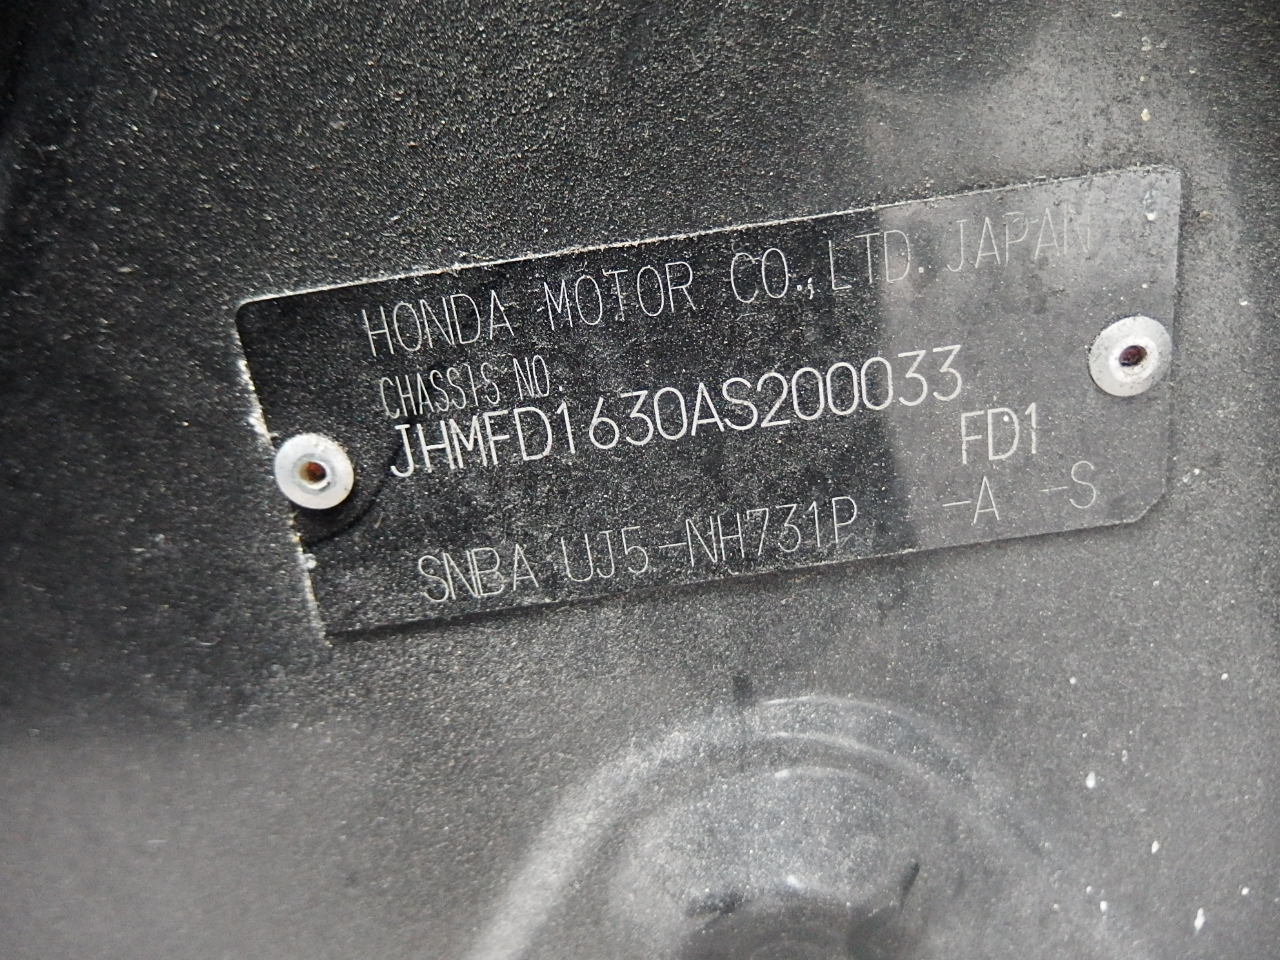 HONDA MOTOR CO.,LTD. JAPAN
CHASSIS NO.
JHMFD1630AS200033
FD1
SNBA UJ5-NH731P -A -S